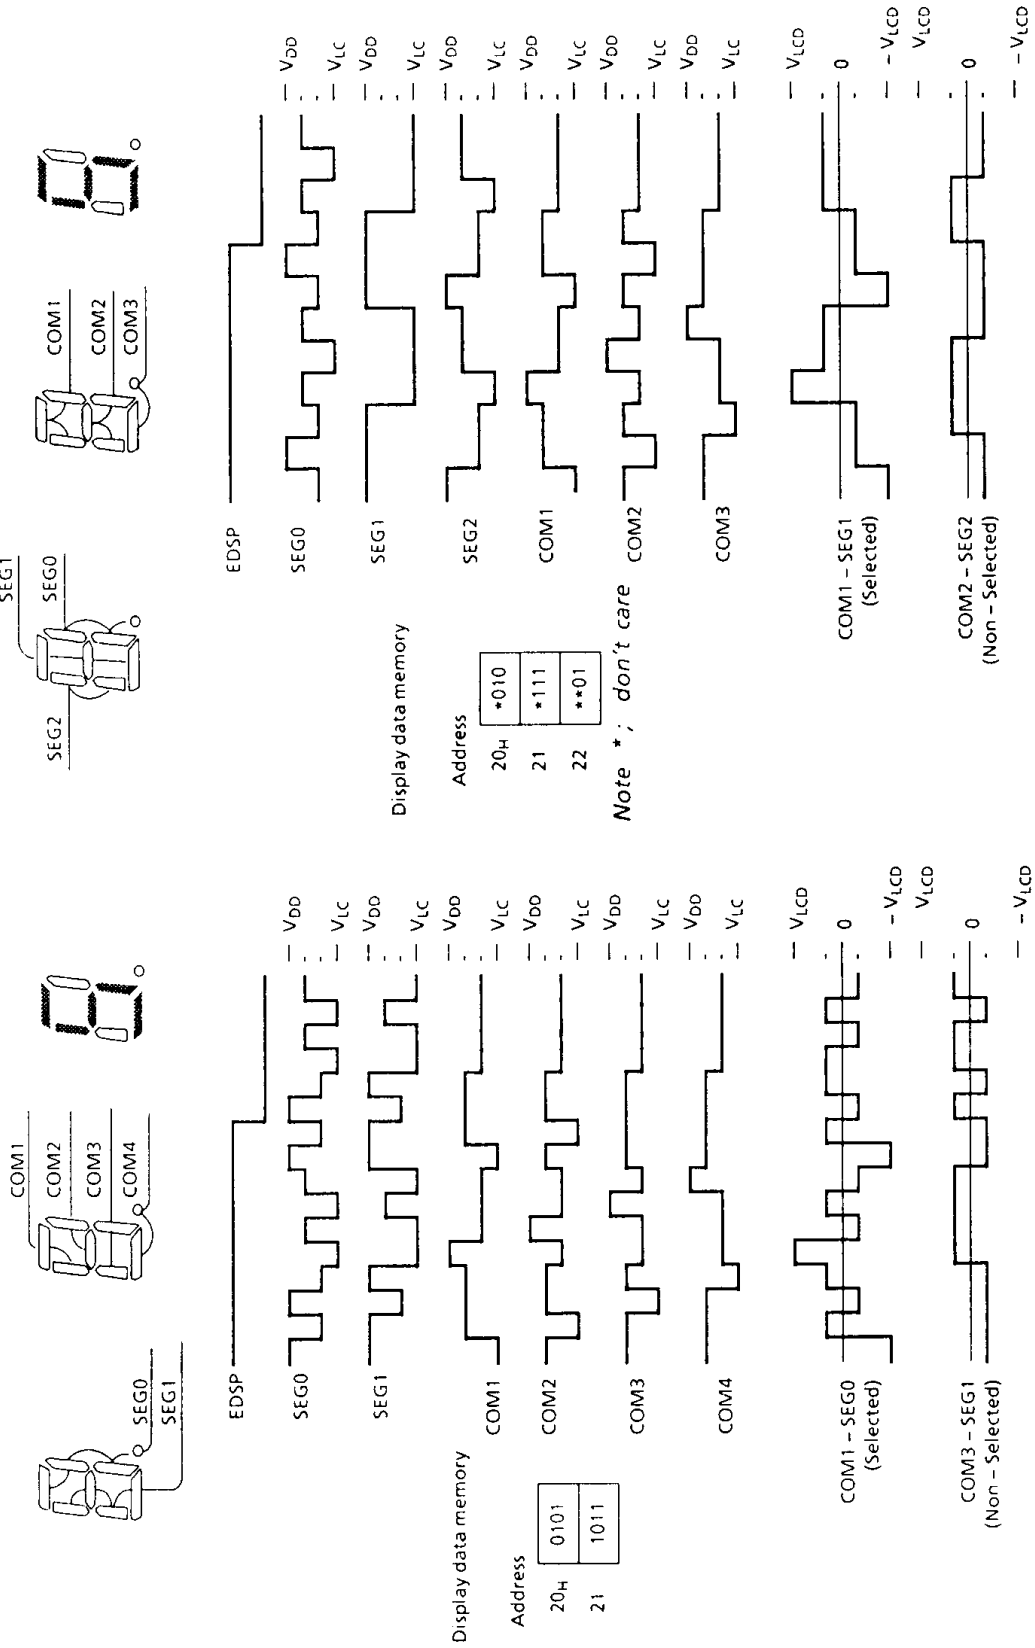 SEG0
SEG1
COM1
COM2
COM3
COM4
EDSP
SEG0
VDD
VLC
SEG1
VDD
VLC
COM1
VDD
VLC
COM2
VDD
VLC
COM3
VDD
VLC
COM4
VDD
VLC
Display data memory
Address
20H 0101
21 1011
COM1 – SEG0
(Selected)
VLCD
0
– VLCD
COM3 – SEG1
(Non – Selected)
VLCD
0
– VLCD
SEG2
SEG1
SEG0
COM1
COM2
COM3
EDSP
SEG0
VDD
VLC
SEG1
VDD
VLC
SEG2
VDD
VLC
COM1
VDD
VLC
COM2
VDD
VLC
COM3
VDD
VLC
Display data memory
Address
20H *010
21 *111
22 **01
Note * ; don't care
COM1 – SEG1
(Selected)
VLCD
0
– VLCD
COM2 – SEG2
(Non – Selected)
VLCD
0
– VLCD